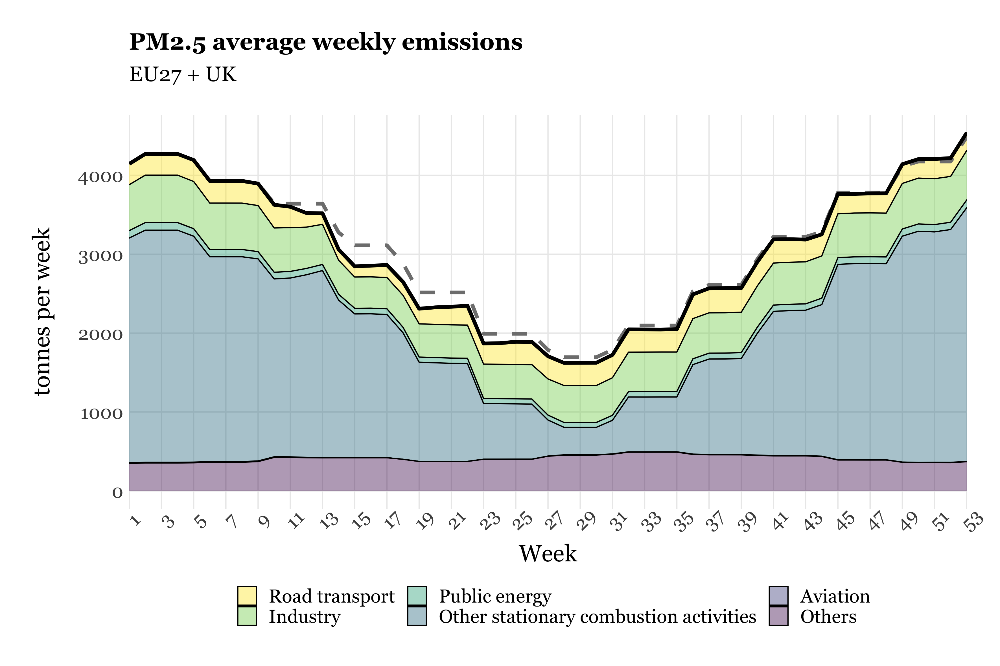 PM2.5 average weekly emissions
EU27 + UK
tonnes per week
4000
3000
2000
1000
0
1 3 5 7 9 11 13 15 17 19 21 23 25 27 29 31 33 35 37 39 41 43 45 47 49 51 53
Week
Road transport Public energy Aviation
Industry Other stationary combustion activities Others